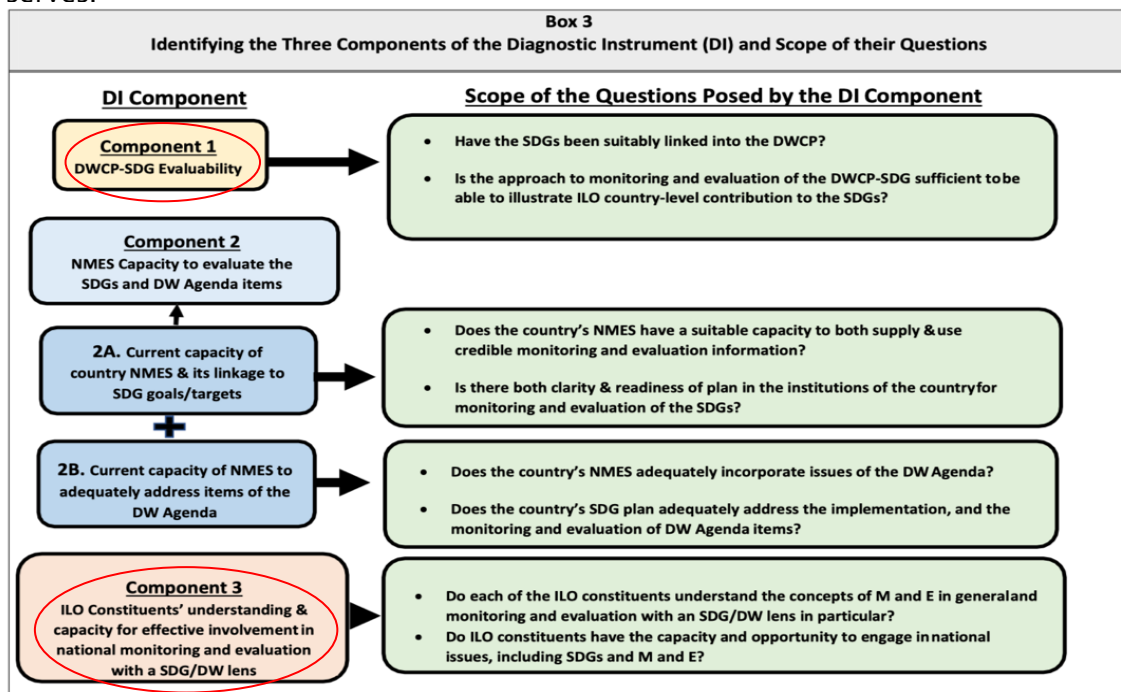 serves.
Box 3
Identifying the Three Components of the Diagnostic Instrument (DI) and Scope of their Questions
DI Component
Scope of the Questions Posed by the DI Component
Component 1
DWCP-SDG Evaluability
• Have the SDGs been suitably linked into the DWCP?
• Is the approach to monitoring and evaluation of the DWCP-SDG sufficient tobe
able to illustrate ILO country-level contribution to the SDGs?
Component 2
NMES Capacity to evaluate the
SDGs and DW Agenda items
2A. Current capacity of
country NMES & its linkage to
SDG goals/targets
• Does the country's NMES have a suitable capacity to both supply & use
credible monitoring and evaluation information?
• Is there both clarity & readiness of plan in the institutions of the countryfor
monitoring and evaluation of the SDGs?
2B. Current capacity of NMES to
adequately address items of the
DW Agenda
• Does the country's NMES adequately incorporate issues of the DW Agenda?
• Does the country's SDG plan adequately address the implementation, and the
monitoring and evaluation of DW Agenda items?
Component 3
ILO Constituents' understanding &
capacity for effective involvement in
national monitoring and evaluation
with a SDG/DW lens
• Do each of the ILO constituents understand the concepts of M and E in generaland
monitoring and evaluation with an SDG/DW lens in particular?
• Do ILO constituents have the capacity and opportunity to engage in national
issues, including SDGs and M and E?